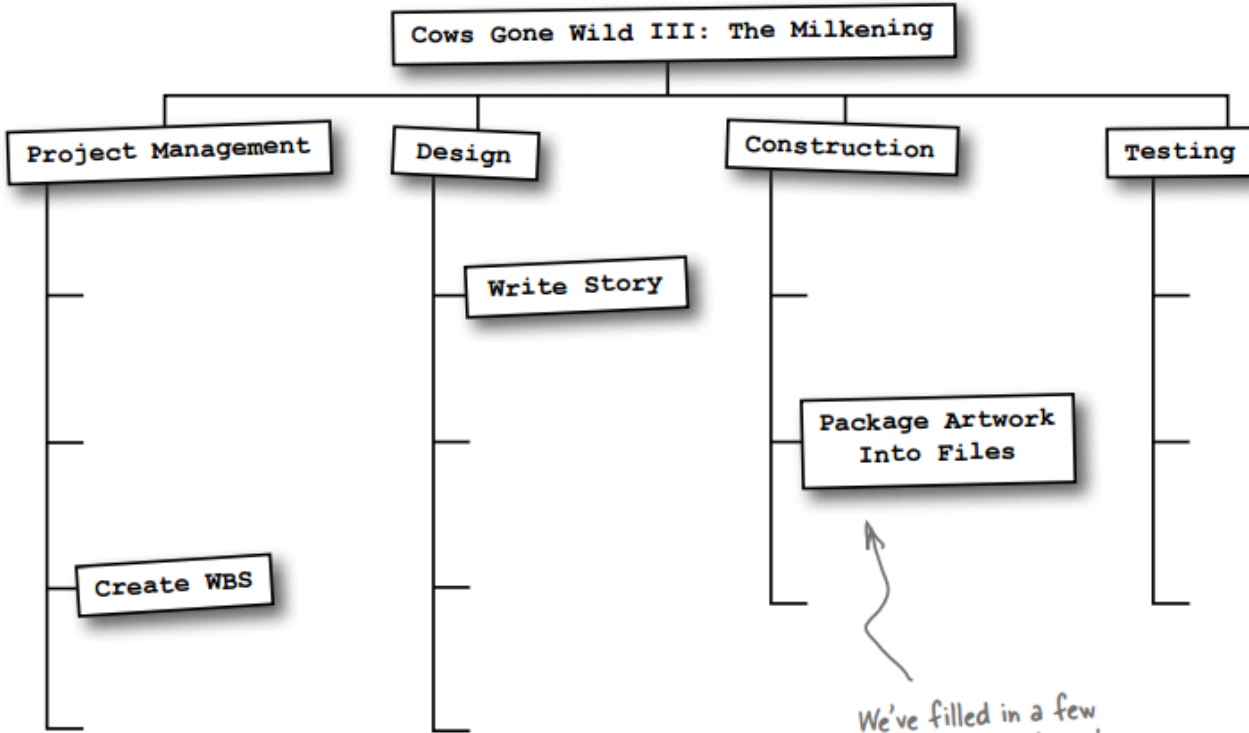 Cows Gone Wild III: The Milkening
Project Management
Design
Construction
Testing
Write Story
Package Artwork
Into Files
Create WBS
We've filled in a few